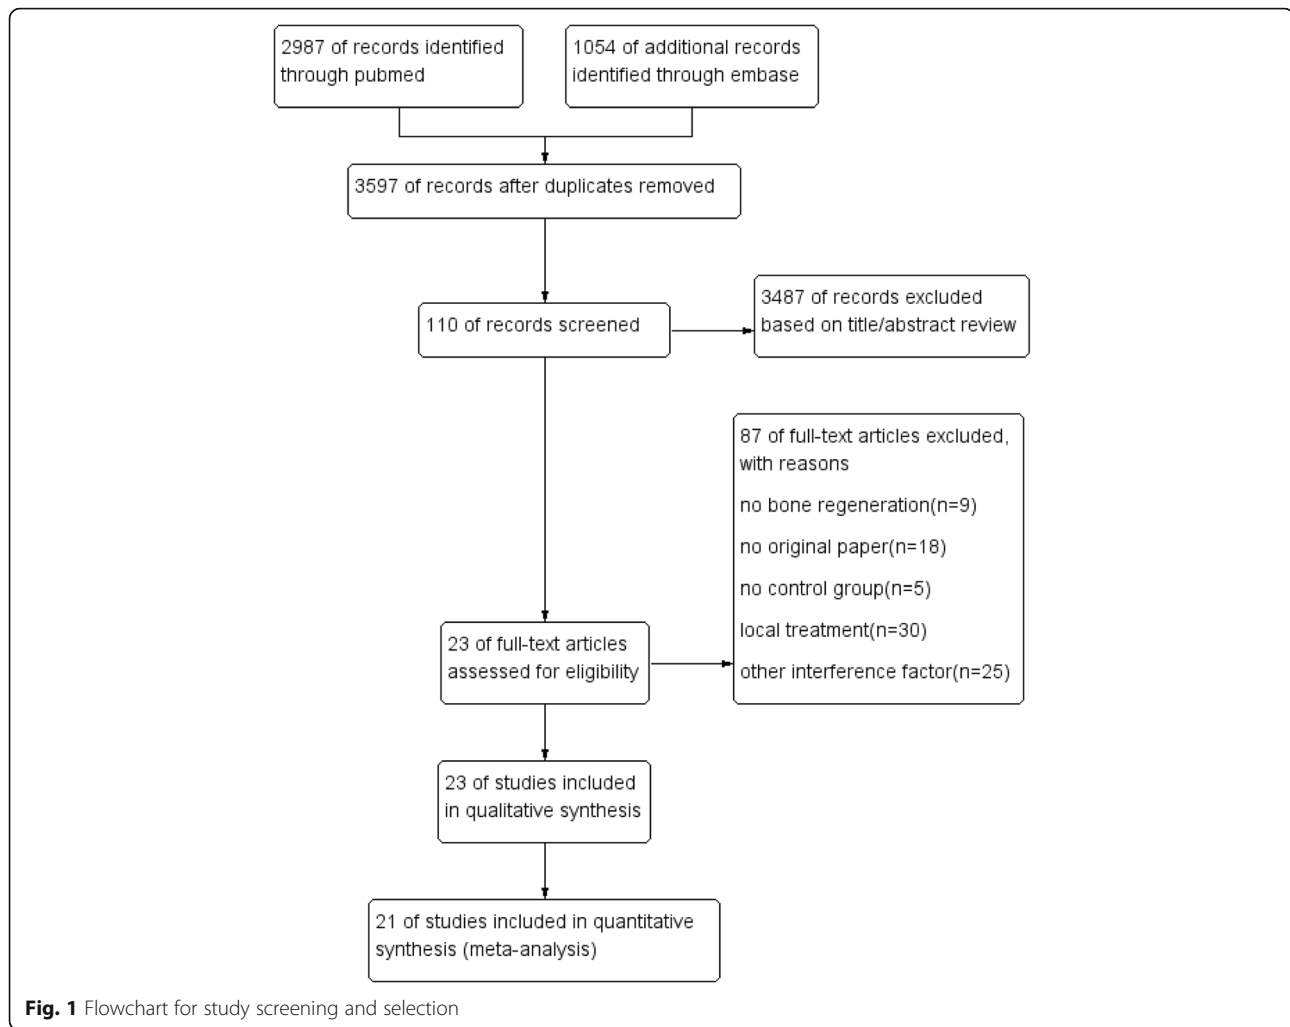 2987 of records identified
through pubmed
1054 of additional records
identified through embase
3597 of records after duplicates removed
110 of records screened
3487 of records excluded
based on title/abstract review
87 of full-text articles excluded,
with reasons
no bone regeneration(n=9)
no original paper(n=18)
no control group(n=5)
local treatment(n=30)
other interference factor(n=25)
23 of full-text articles
assessed for eligibility
23 of studies included
in qualitative synthesis
21 of studies included in quantitative
synthesis (meta-analysis)
Fig. 1 Flowchart for study screening and selection